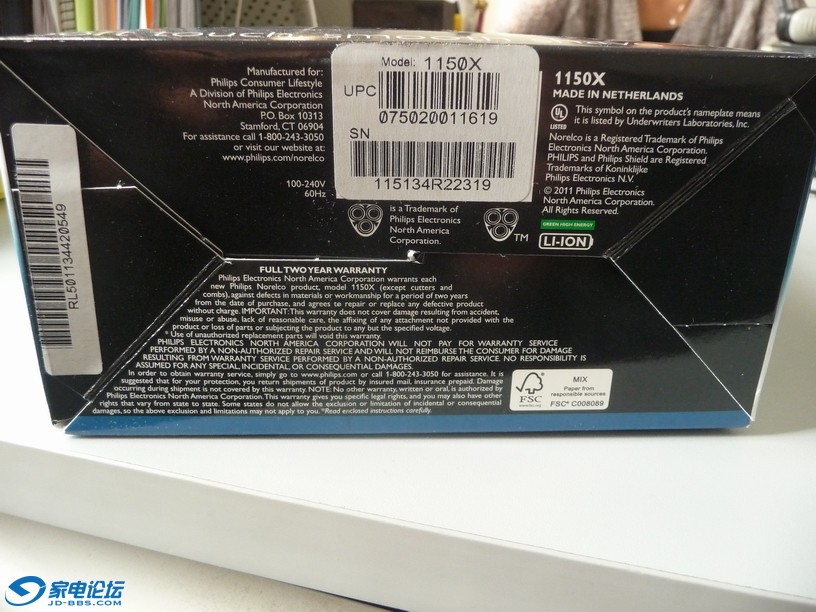 touch smooth
Manufactured for:
Philips Consumer Lifestyle
A Division of Philips Electronics
North America Corporation
P.O. Box 10313
Stamford, CT 06904
For assistance call 1-800-243-3050
or visit our website at:
www.philips.com/norelco
100-240V
60Hz
Model: 1150X
UPC
075020011619
SN
115134R22319
is a Trademark of
Philips Electronics
North America
Corporation.
TM
1150X
MADE IN NETHERLANDS
UL
LISTED
This symbol on the product's nameplate means
it is listed by Underwriters Laboratories, Inc.
Norelco is a Registered Trademark of Philips
Electronics North America Corporation.
PHILIPS and Philips Shield are Registered
Trademarks of Koninklijke
Philips Electronics N.V.
© 2011 Philips Electronics
North America Corporation.
All Rights Reserved.
GREEN HIGH ENERGY
LI-ION
RL501134420549
FULL TWO YEAR WARRANTY
Philips Electronics North America Corporation warrants each
new Philips Norelco product, model 1150X (except cutters and
combs), against defects in materials or workmanship for a period of two years
from the date of purchase, and agrees to repair or replace any defective product
without charge. IMPORTANT: This warranty does not cover damage resulting from accident,
misuse or abuse, lack of reasonable care, the affixing of any attachment not provided with the
product or loss of parts or subjecting the product to any but the specified voltage.
* Use of unauthorized replacement parts will void this warranty.
PHILIPS ELECTRONICS NORTH AMERICA CORPORATION WILL NOT PAY FOR WARRANTY SERVICE
PERFORMED BY A NON-AUTHORIZED REPAIR SERVICE AND WILL NOT REIMBURSE THE CONSUMER FOR DAMAGE
RESULTING FROM WARRANTY SERVICE PERFORMED BY A NON-AUTHORIZED REPAIR SERVICE. NO RESPONSIBILITY IS
ASSUMED FOR ANY SPECIAL, INCIDENTAL, OR CONSEQUENTIAL DAMAGES.
In order to obtain warranty service, simply go to www.philips.com or call 1-800-243-3050 for assistance. It is
suggested that for your protection, you return shipments of product by insured mail, insurance prepaid. Damage
occurring during shipment is not covered by this warranty. NOTE: No other warranty, written or oral, is authorized by
Philips Electronics North America Corporation. This warranty gives you specific legal rights, and you may also have other
rights that vary from state to state. Some states do not allow the exclusion or limitation of incidental or consequential
damages, so the above exclusion and limitations may not apply to you. *Read enclosed instructions carefully.
FSC
www.fsc.org
MIX
Paper from
responsible sources
FSC® C008089
家电论坛
JD-BBS.COM